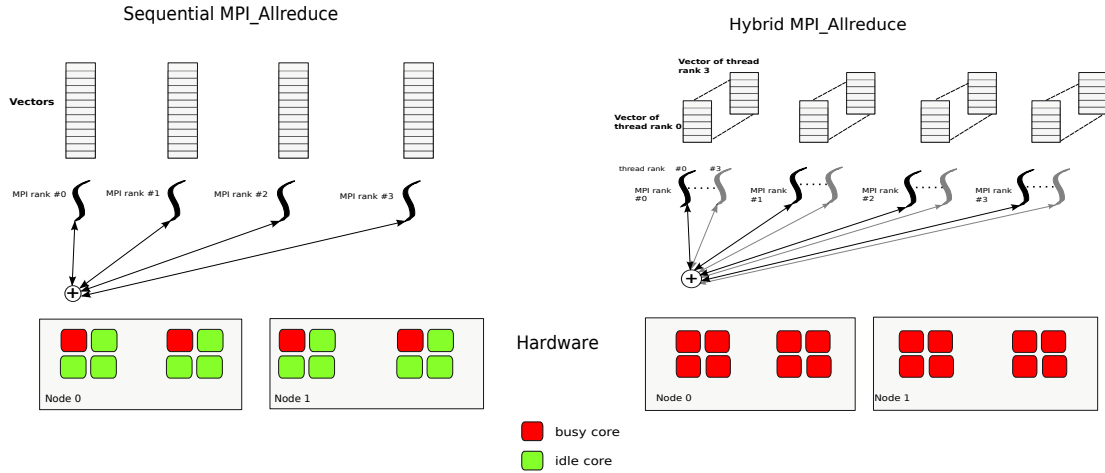 Sequential MPI_Allreduce
Vectors
MPI rank #0
MPI rank #1
MPI rank #2
MPI rank #3
+
Node 0
Node 1
Hybrid MPI_Allreduce
Vector of thread
rank 3
Vector of
thread rank 0
thread rank #0 #3
MPI rank
#0
MPI rank
#1
MPI rank
#2
MPI rank
#3
+
Node 0
Node 1
Hardware
busy core
idle core